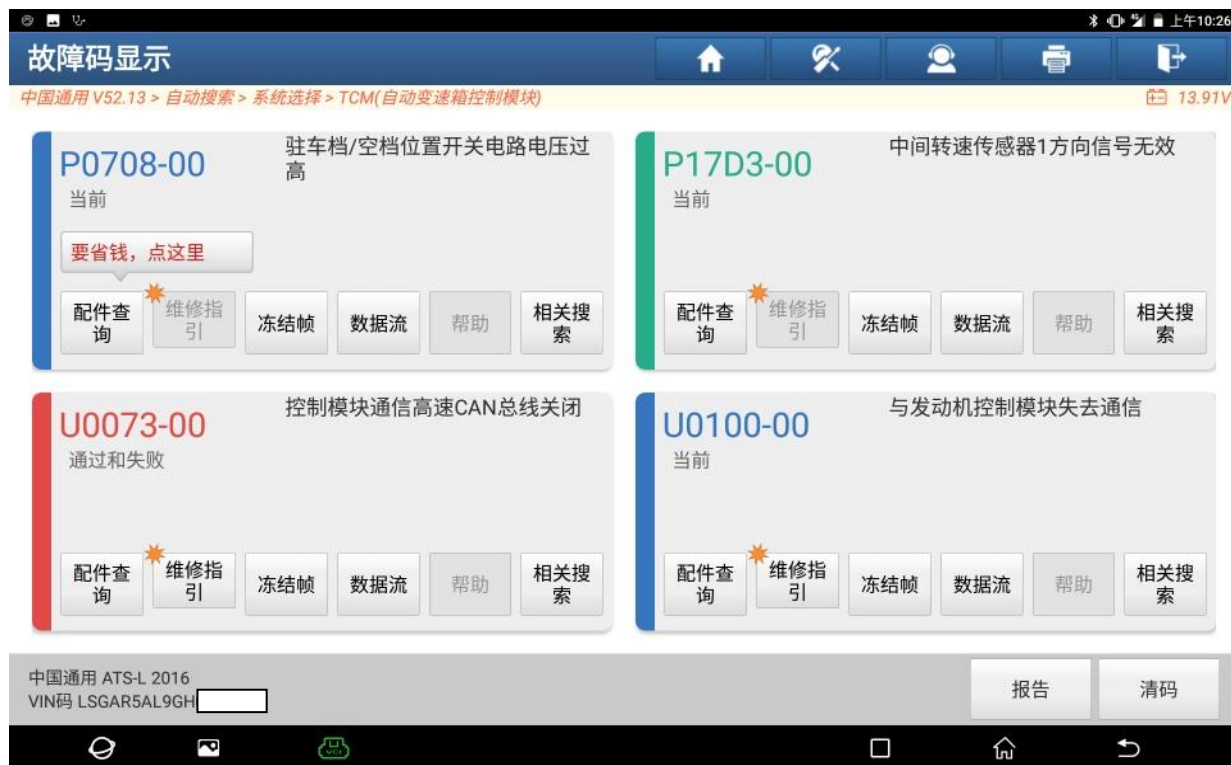 上午10:26
故障码显示
中国通用 V52.13 > 自动搜索 > 系统选择 > TCM(自动变速箱控制模块)
13.91V
P0708-00
驻车档/空档位置开关电路电压过
高
当前
要省钱，点这里
配件查
询
维修指
引
冻结帧
数据流
帮助
相关搜
索
P17D3-00
中间转速传感器1方向信号无效
当前
配件查
询
维修指
引
冻结帧
数据流
帮助
相关搜
索
U0073-00
控制模块通信高速CAN总线关闭
通过和失败
配件查
询
维修指
引
冻结帧
数据流
帮助
相关搜
索
U0100-00
与发动机控制模块失去通信
当前
配件查
询
维修指
引
冻结帧
数据流
帮助
相关搜
索
中国通用 ATS-L 2016
VIN码 LSGAR5AL9GH
报告
清码
VCI